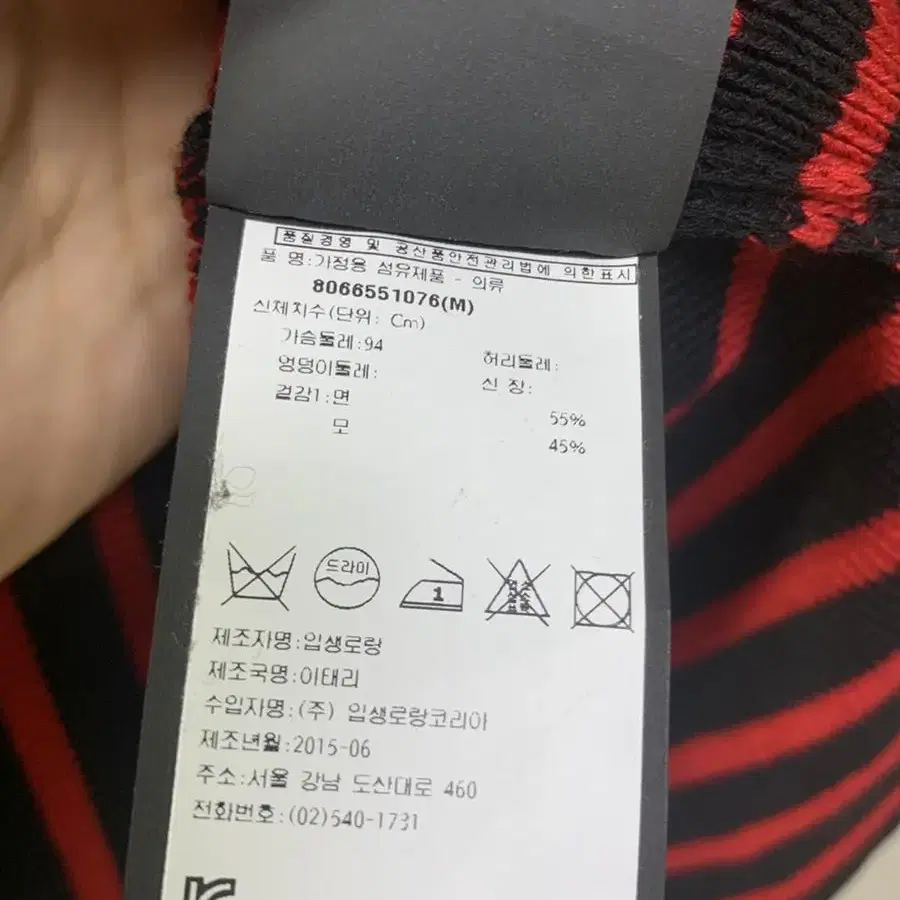 품질경영 및 공산품안전관리법에 의한표시
품 명:가정용 섬유제품 - 의류
8066551076(M)
신체치수(단위: Cm)
가슴둘레:94
허리둘레:
엉덩이둘레:
신 장:
겉감1:면 55%
모 45%
드라이
1
염소
표백
제조자명:입생로랑
제조국명:이태리
수입자명:(주) 입생로랑코리아
제조년월:2015-06
주소:서울 강남 도산대로 460
전화번호:(02)540-1731